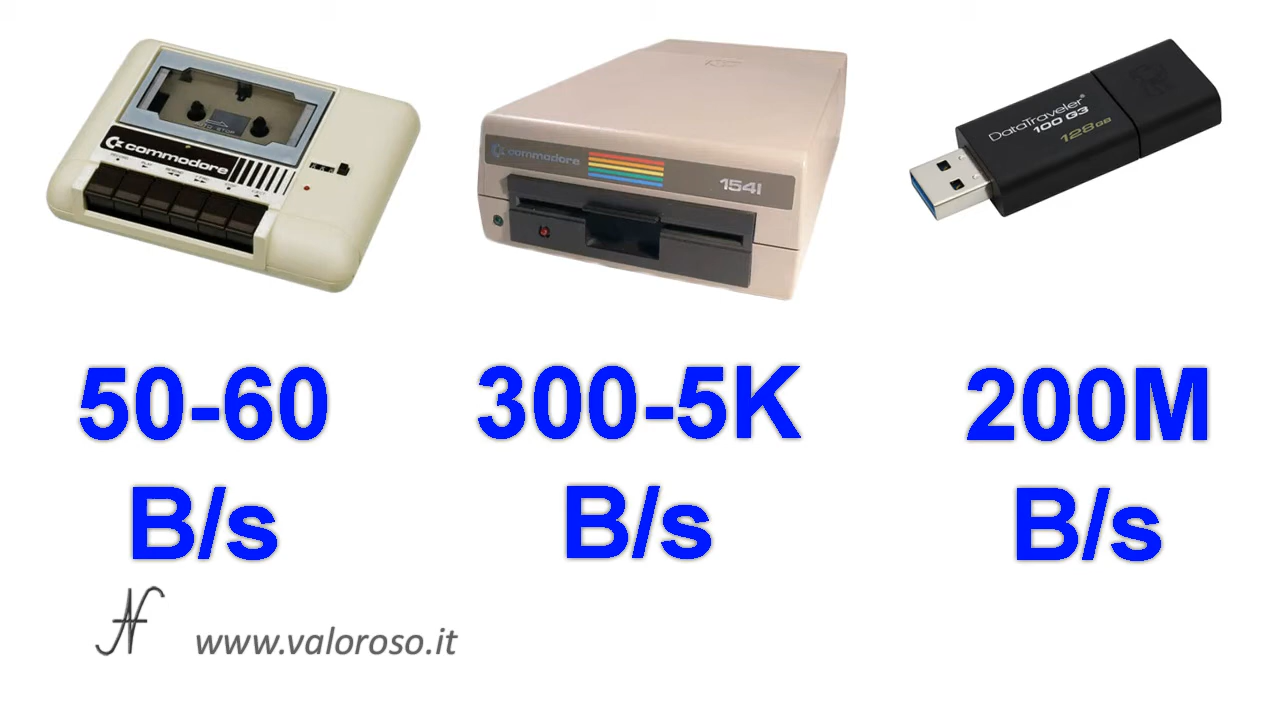 commodore
commodore
1541
DataTraveler®
100 G3
128GB
50-60
B/s
300-5K
B/s
200M
B/s
www.valoroso.it